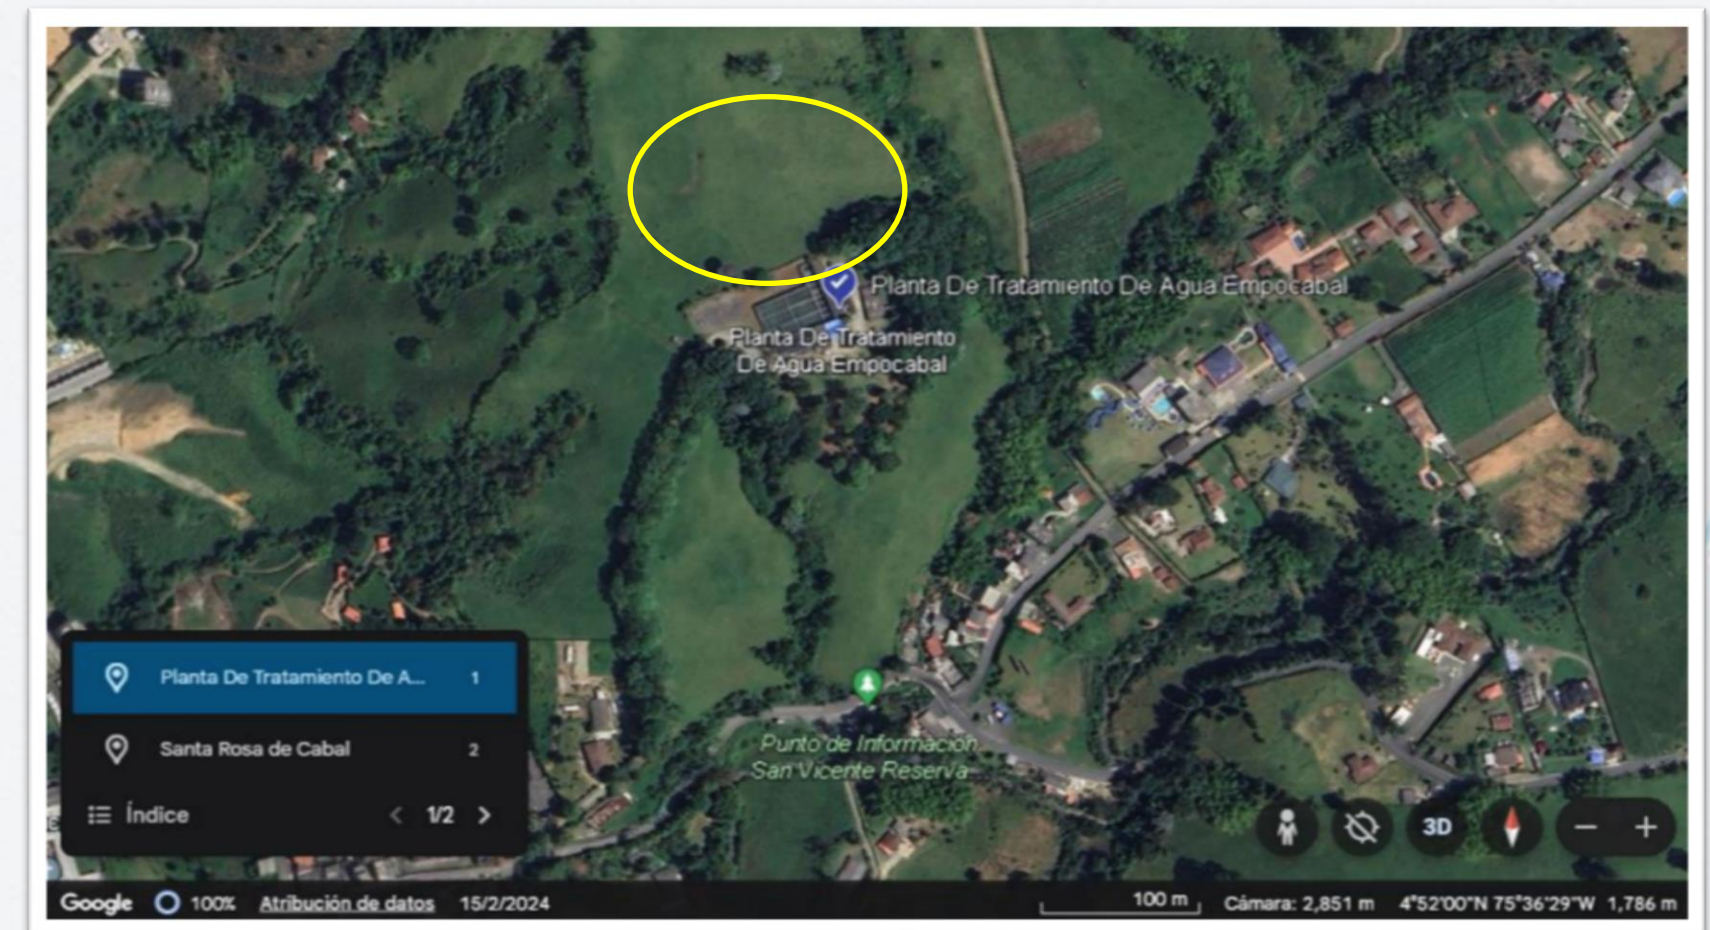 Planta De Tratamiento De Agua Empocabal
Planta De Tratamiento
De Agua Empocabal
Planta De Tratamiento De A... 1
Santa Rosa de Cabal 2
Índice 1/2
Punto de Información
San Vicente Reserva
3D
Google 100% Atribución de datos 15/2/2024 100 m Cámara: 2,851 m 4°52'00"N 75°36'29"W 1,786 m